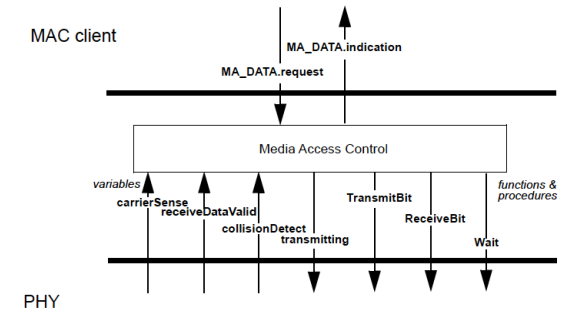 MAC client
MA_DATA.indication
MA_DATA.request
Media Access Control
variables
functions &
procedures
carrierSense
receiveDataValid
collisionDetect
transmitting
TransmitBit
ReceiveBit
Wait
PHY